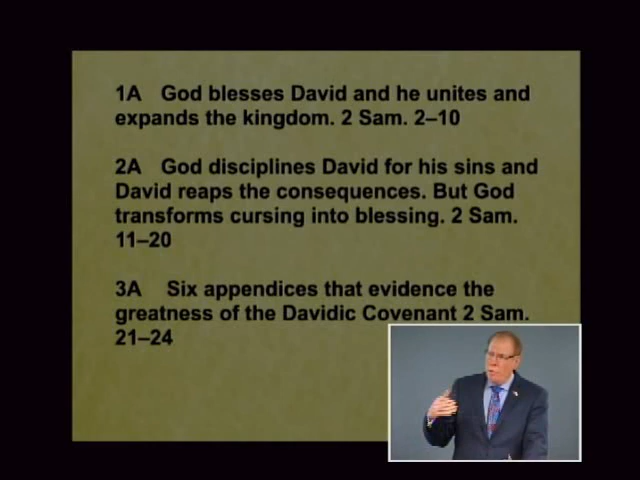 1A God blesses David and he unites and
expands the kingdom. 2 Sam. 2–10
2A God disciplines David for his sins and
David reaps the consequences. But God
transforms cursing into blessing. 2 Sam.
11–20
3A Six appendices that evidence the
greatness of the Davidic Covenant 2 Sam.
21–24